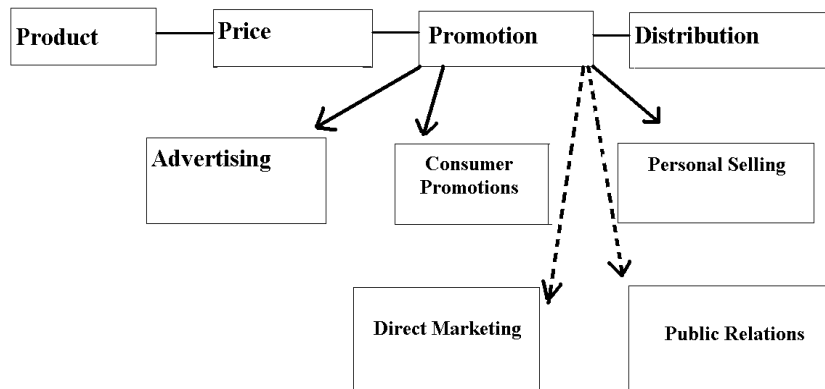 Product
Price
Promotion
Distribution
Advertising
Consumer
Promotions
Personal Selling
Direct Marketing
Public Relations